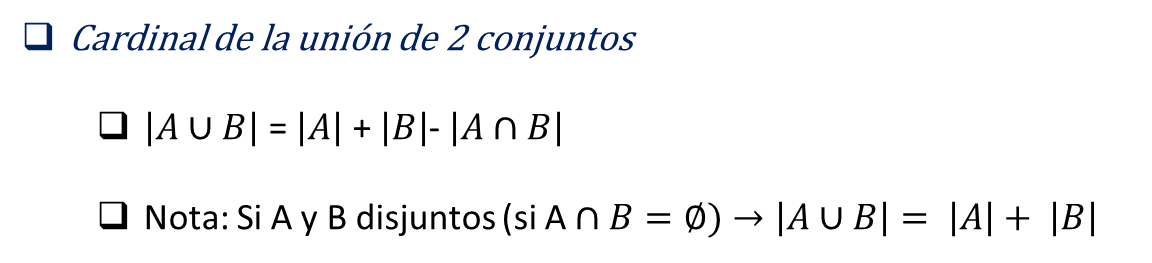 ❑ Cardinal de la unión de 2 conjuntos
❑ |A ∪ B| = |A| + |B|- |A ∩ B|
❑ Nota: Si A y B disjuntos (si A ∩ B = ∅) → |A ∪ B| = |A| + |B|